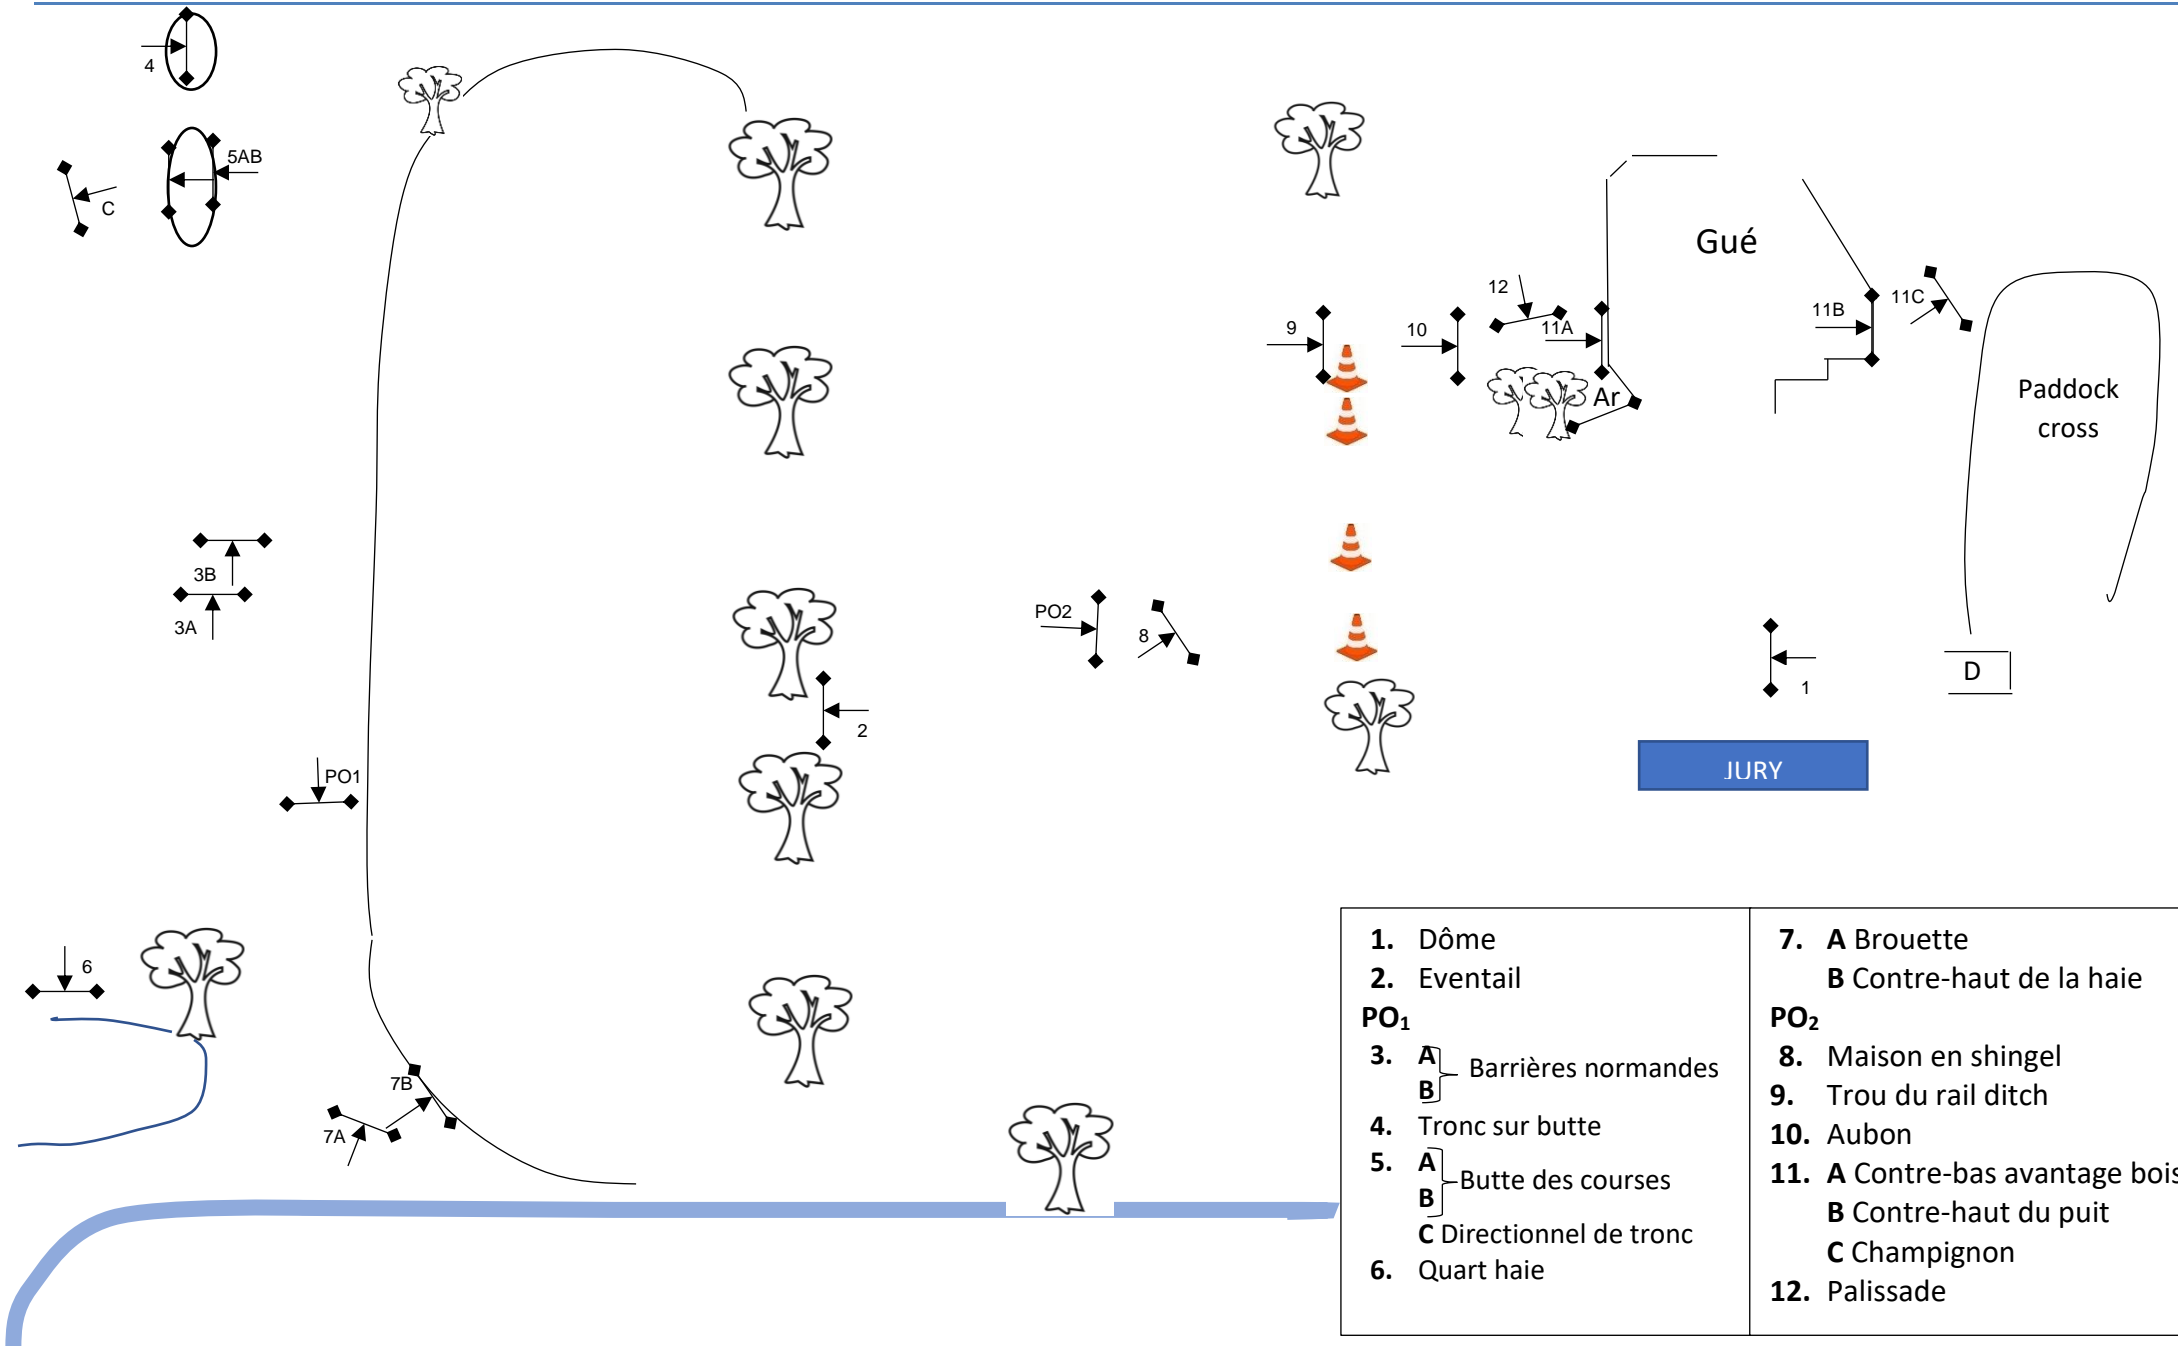 4
5AB
C
Gué
12
11A
11B
11C
9
10
Ar
Paddock
cross
3B
3A
PO2
8
D
1
2
JURY
PO1
6
7B
7A
1. Dôme
2. Eventail
PO1
3. A
B
Barrières normandes
4. Tronc sur butte
5. A
B
Butte des courses
C Directionnel de tronc
6. Quart haie
7. A Brouette
B Contre-haut de la haie
PO2
8. Maison en shingel
9. Trou du rail ditch
10. Aubon
11. A Contre-bas avantage bois
B Contre-haut du puit
C Champignon
12. Palissade